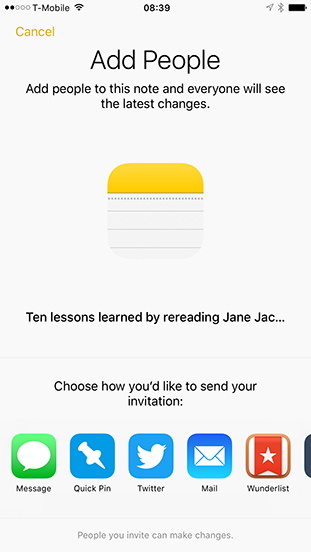 T-Mobile 08:39
Cancel
Add People
Add people to this note and everyone will see
the latest changes.
Ten lessons learned by rereading Jane Jac...
Choose how you'd like to send your
invitation:
Message Quick Pin Twitter Mail Wunderlist
People you invite can make changes.